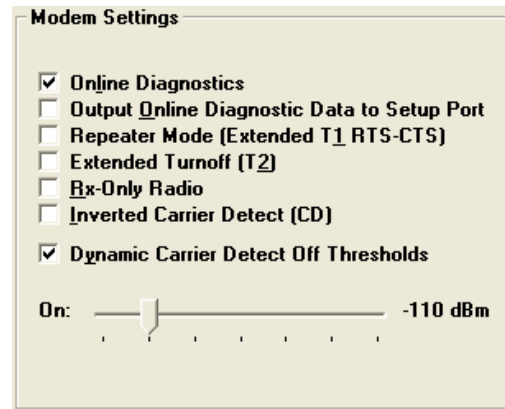 Modem Settings
Online Diagnostics
Output Online Diagnostic Data to Setup Port
Repeater Mode (Extended T1 RTS-CTS)
Extended Turnoff (T2)
Rx-Only Radio
Inverted Carrier Detect (CD)
Dynamic Carrier Detect Off Thresholds
On: -110 dBm